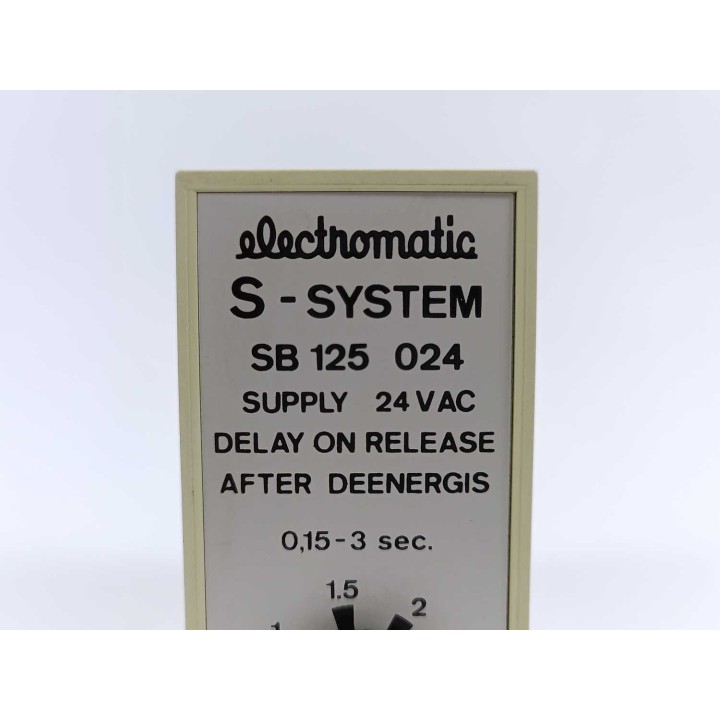 electromatic
S - SYSTEM
SB 125 024
SUPPLY 24 VAC
DELAY ON RELEASE
AFTER DEENERGIS
0,15 - 3 sec.
1.5
1 2